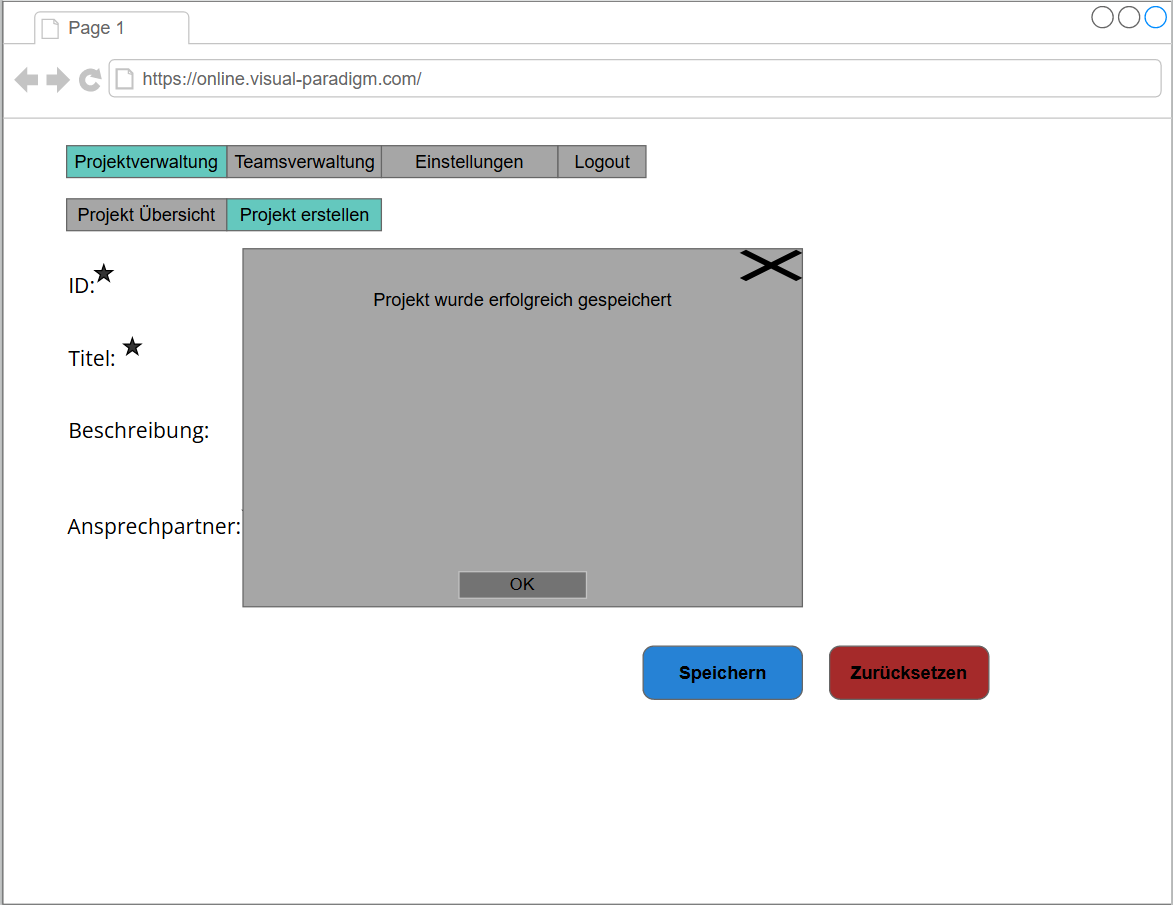 Page 1
https://online.visual-paradigm.com/
Projektverwaltung Teamsverwaltung Einstellungen Logout
Projekt Übersicht Projekt erstellen
ID:
Projekt wurde erfolgreich gespeichert
Titel:
Beschreibung:
Ansprechpartner:
OK
Speichern Zurücksetzen